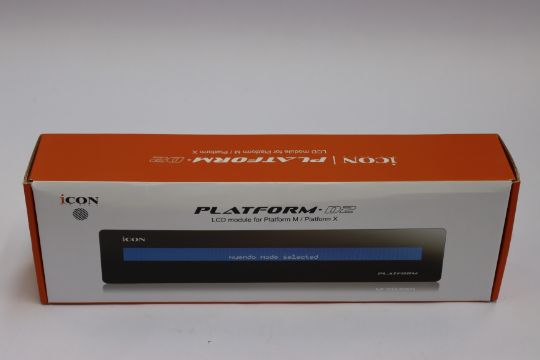 iCON | PLATFORM·D2
LCD module for Platform M / Platform X
iCON
PLATFORM·D2
LCD module for Platform M / Platform X
iCON
Nuendo Mode Selected
PLATFORM